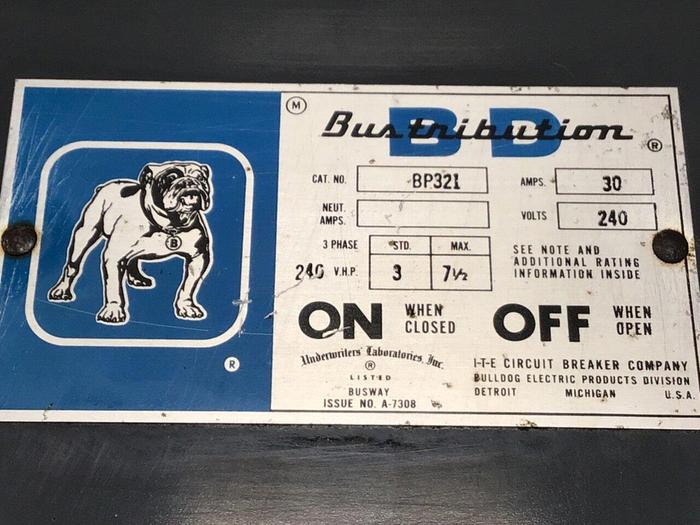 M
BD
Bustribution ®
CAT. NO. BP321 AMPS. 30
NEUT. AMPS. VOLTS 240
3 PHASE STD. MAX.
240 V.H.P. 3 7½
SEE NOTE AND
ADDITIONAL RATING
INFORMATION INSIDE
ON WHEN CLOSED OFF WHEN OPEN
Underwriters' Laboratories, Inc.
®
LISTED
BUSWAY
ISSUE NO. A-7308
I-T-E CIRCUIT BREAKER COMPANY
BULLDOG ELECTRIC PRODUCTS DIVISION
DETROIT MICHIGAN U.S.A.
B
®